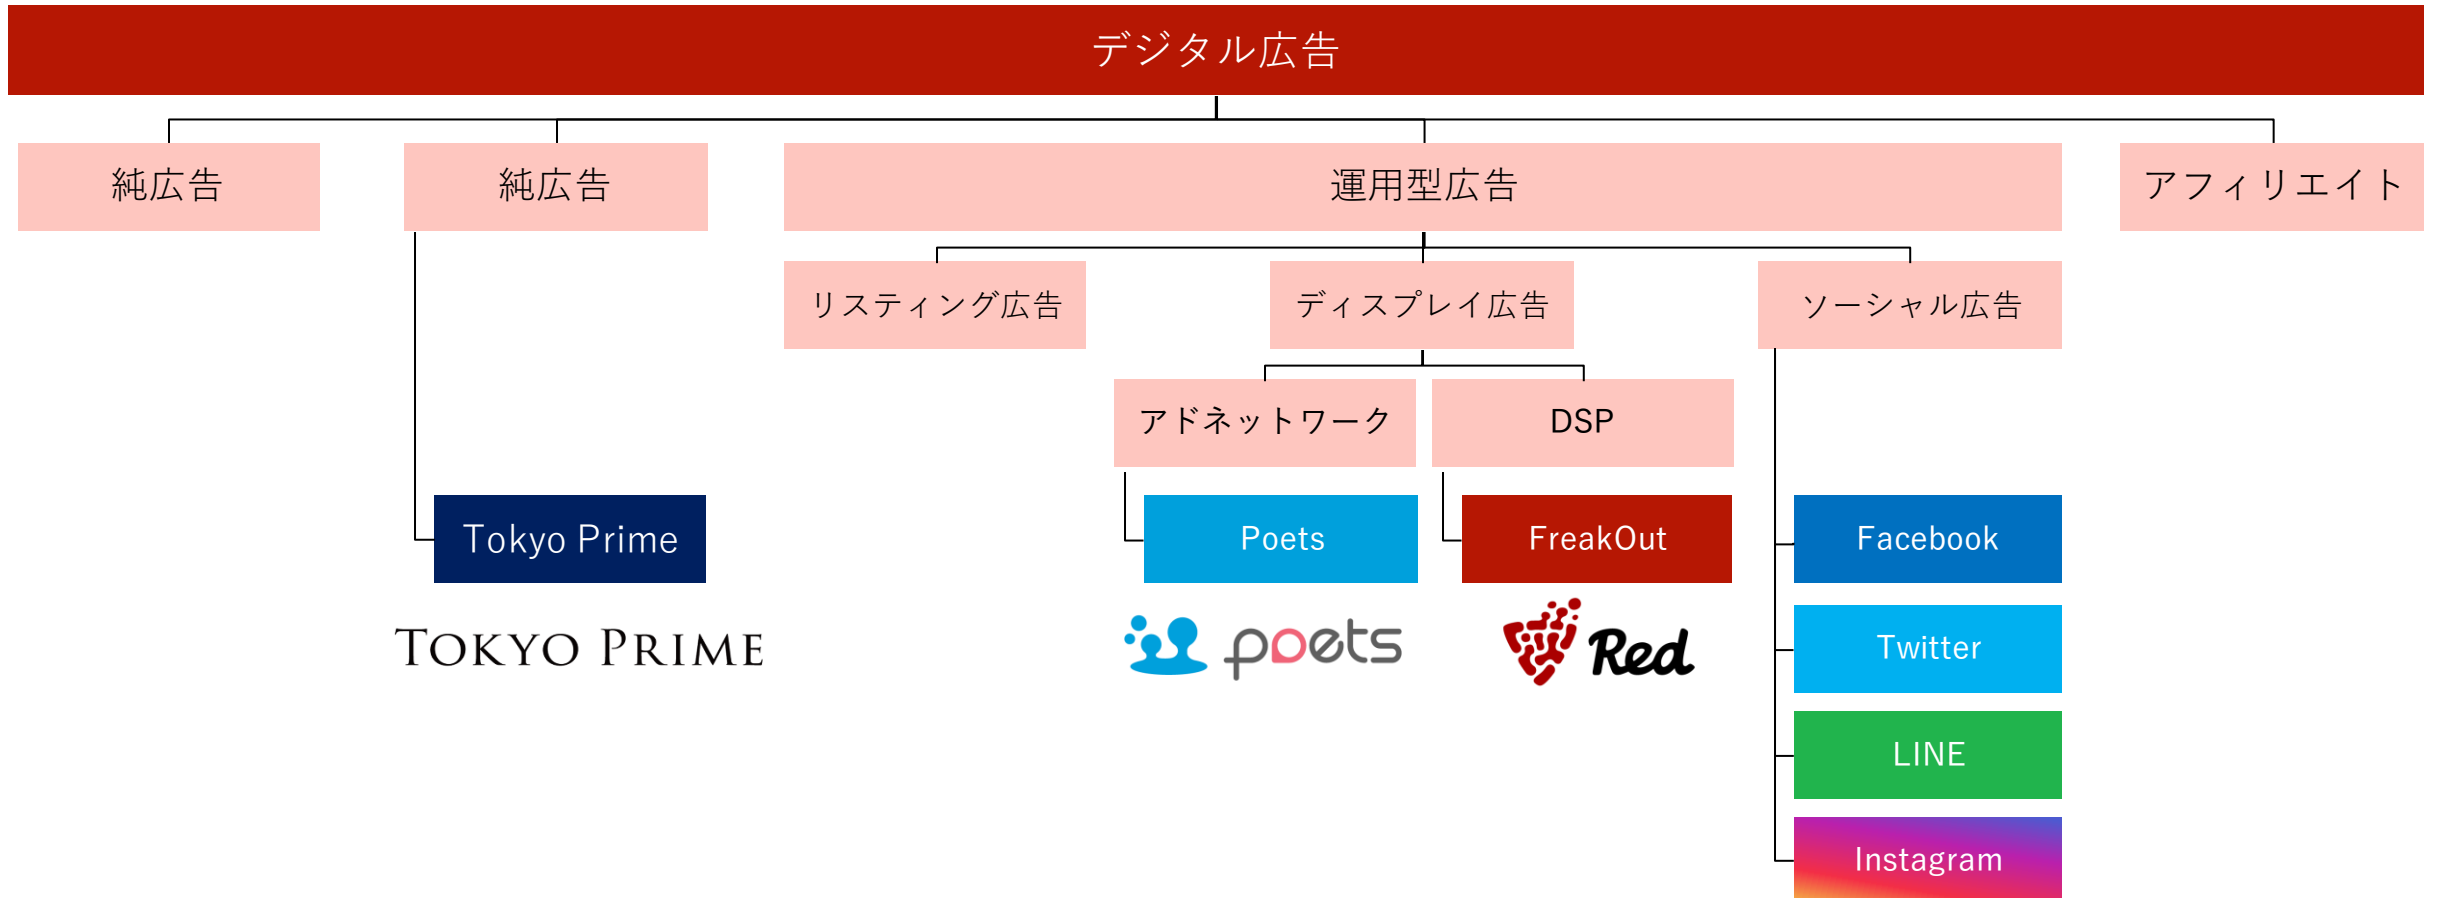 デジタル広告
純広告
純広告
運用型広告
アフィリエイト
リスティング広告
ディスプレイ広告
ソーシャル広告
アドネットワーク
DSP
Tokyo Prime
Poets
FreakOut
Facebook
TOKYO PRIME
poets
Red
Twitter
LINE
Instagram